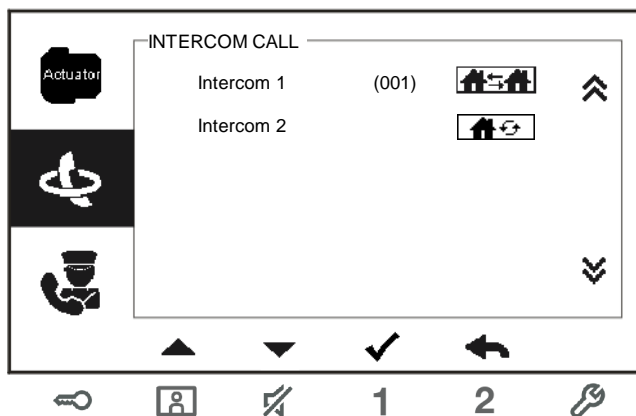 INTERCOM CALL
Actuator
Intercom 1 (001)
Intercom 2
1 2